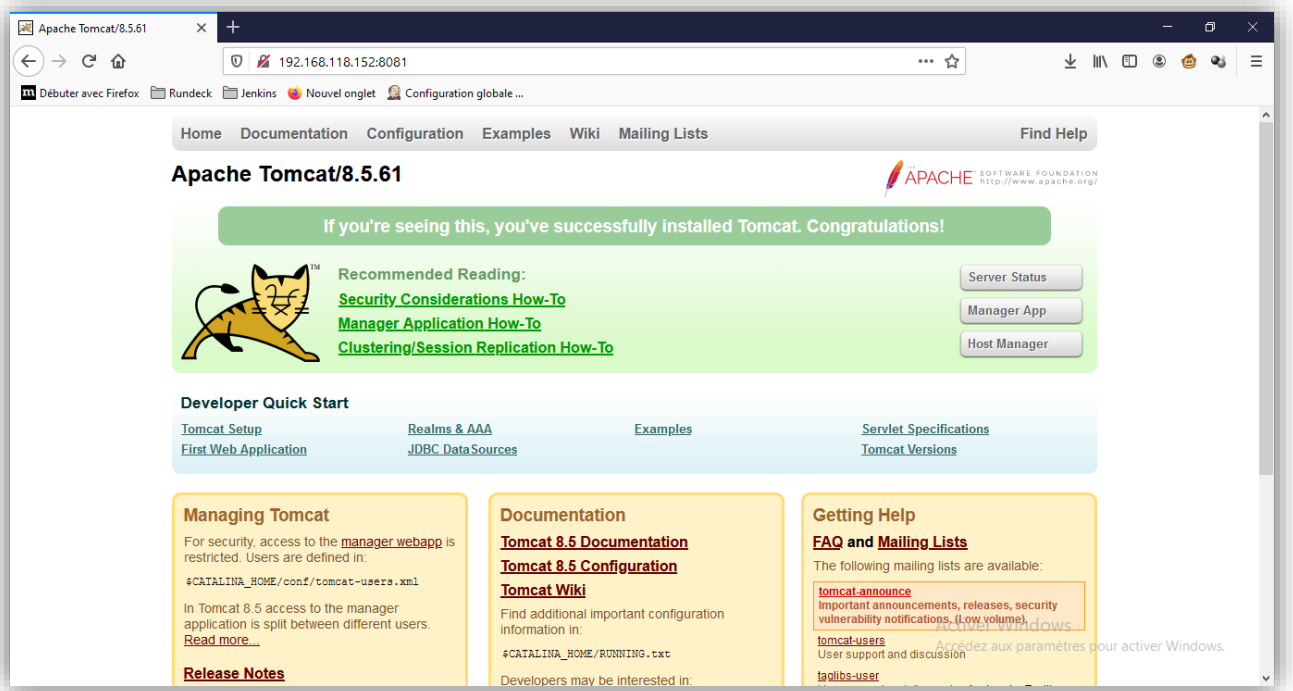 Apache Tomcat/8.5.61
192.168.118.152:8081
Débuter avec Firefox Rundeck Jenkins Nouvel onglet Configuration globale ...
Home Documentation Configuration Examples Wiki Mailing Lists Find Help
Apache Tomcat/8.5.61
THE APACHE SOFTWARE FOUNDATION
http://www.apache.org/
If you're seeing this, you've successfully installed Tomcat. Congratulations!
TM
Recommended Reading:
Security Considerations How-To
Manager Application How-To
Clustering/Session Replication How-To
Server Status
Manager App
Host Manager
Developer Quick Start
Tomcat Setup
First Web Application
Realms & AAA
JDBC DataSources
Examples
Servlet Specifications
Tomcat Versions
Managing Tomcat
For security, access to the manager webapp is
restricted. Users are defined in:
$CATALINA_HOME/conf/tomcat-users.xml
In Tomcat 8.5 access to the manager
application is split between different users.
Read more...
Release Notes
Documentation
Tomcat 8.5 Documentation
Tomcat 8.5 Configuration
Tomcat Wiki
Find additional important configuration
information in:
$CATALINA_HOME/RUNNING.txt
Developers may be interested in:
Getting Help
FAQ and Mailing Lists
The following mailing lists are available:
tomcat-announce
Important announcements, releases, security
vulnerability notifications. (Low volume).
tomcat-users
User support and discussion
taglibs-user
Activer Windows
Accédez aux paramètres pour activer Windows.